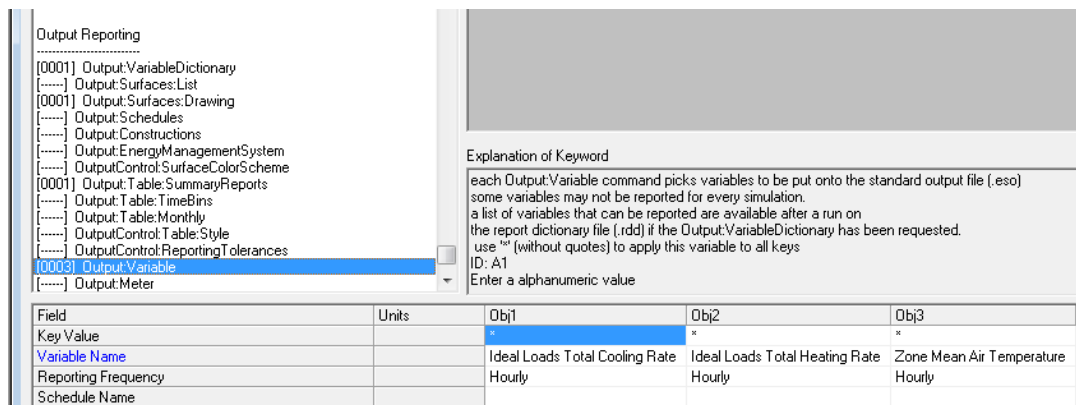 Output Reporting
----------------------------
[0001] Output:VariableDictionary
[------] Output:Surfaces:List
[0001] Output:Surfaces:Drawing
[------] Output:Schedules
[------] Output:Constructions
[------] Output:EnergyManagementSystem
[------] OutputControl:SurfaceColorScheme
[0001] Output:Table:SummaryReports
[------] Output:Table:TimeBins
[------] Output:Table:Monthly
[------] OutputControl:Table:Style
[------] OutputControl:ReportingTolerances
[0003] Output:Variable
[------] Output:Meter
Explanation of Keyword
each Output:Variable command picks variables to be put onto the standard output file (.eso)
some variables may not be reported for every simulation.
a list of variables that can be reported are available after a run on
the report dictionary file (.rdd) if the Output:VariableDictionary has been requested.
use '*' (without quotes) to apply this variable to all keys
ID: A1
Enter a alphanumeric value
Field Units Obj1 Obj2 Obj3
Key Value * * *
Variable Name Ideal Loads Total Cooling Rate Ideal Loads Total Heating Rate Zone Mean Air Temperature
Reporting Frequency Hourly Hourly Hourly
Schedule Name